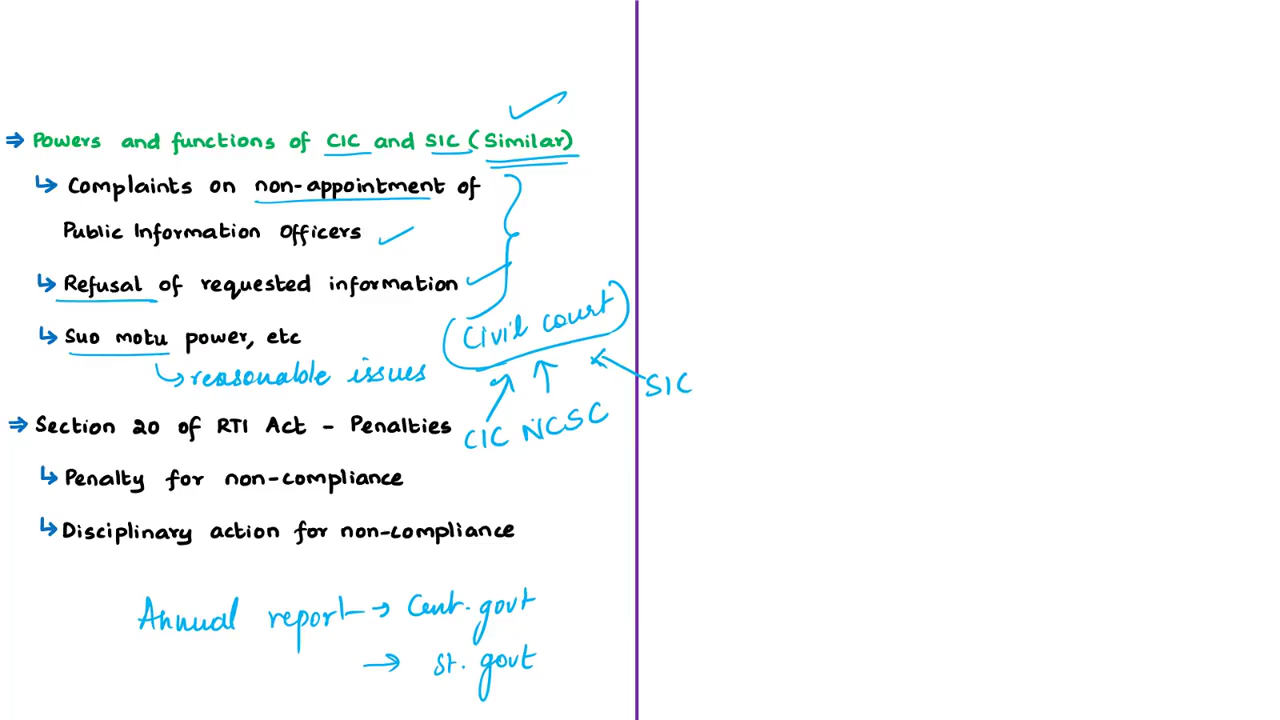 ⇒ Powers and functions of CIC and SIC (Similar)
↳ Complaints on non-appointment of
Public Information Officers
↳ Refusal of requested information
↳ Suo motu power, etc
(Civil court)
↳ reasonable issues
SIC
⇒ Section 20 of RTI Act - Penalties
CIC NCSC
↳ Penalty for non-compliance
↳ Disciplinary action for non-compliance
Annual report → Cent. govt
→ St. govt